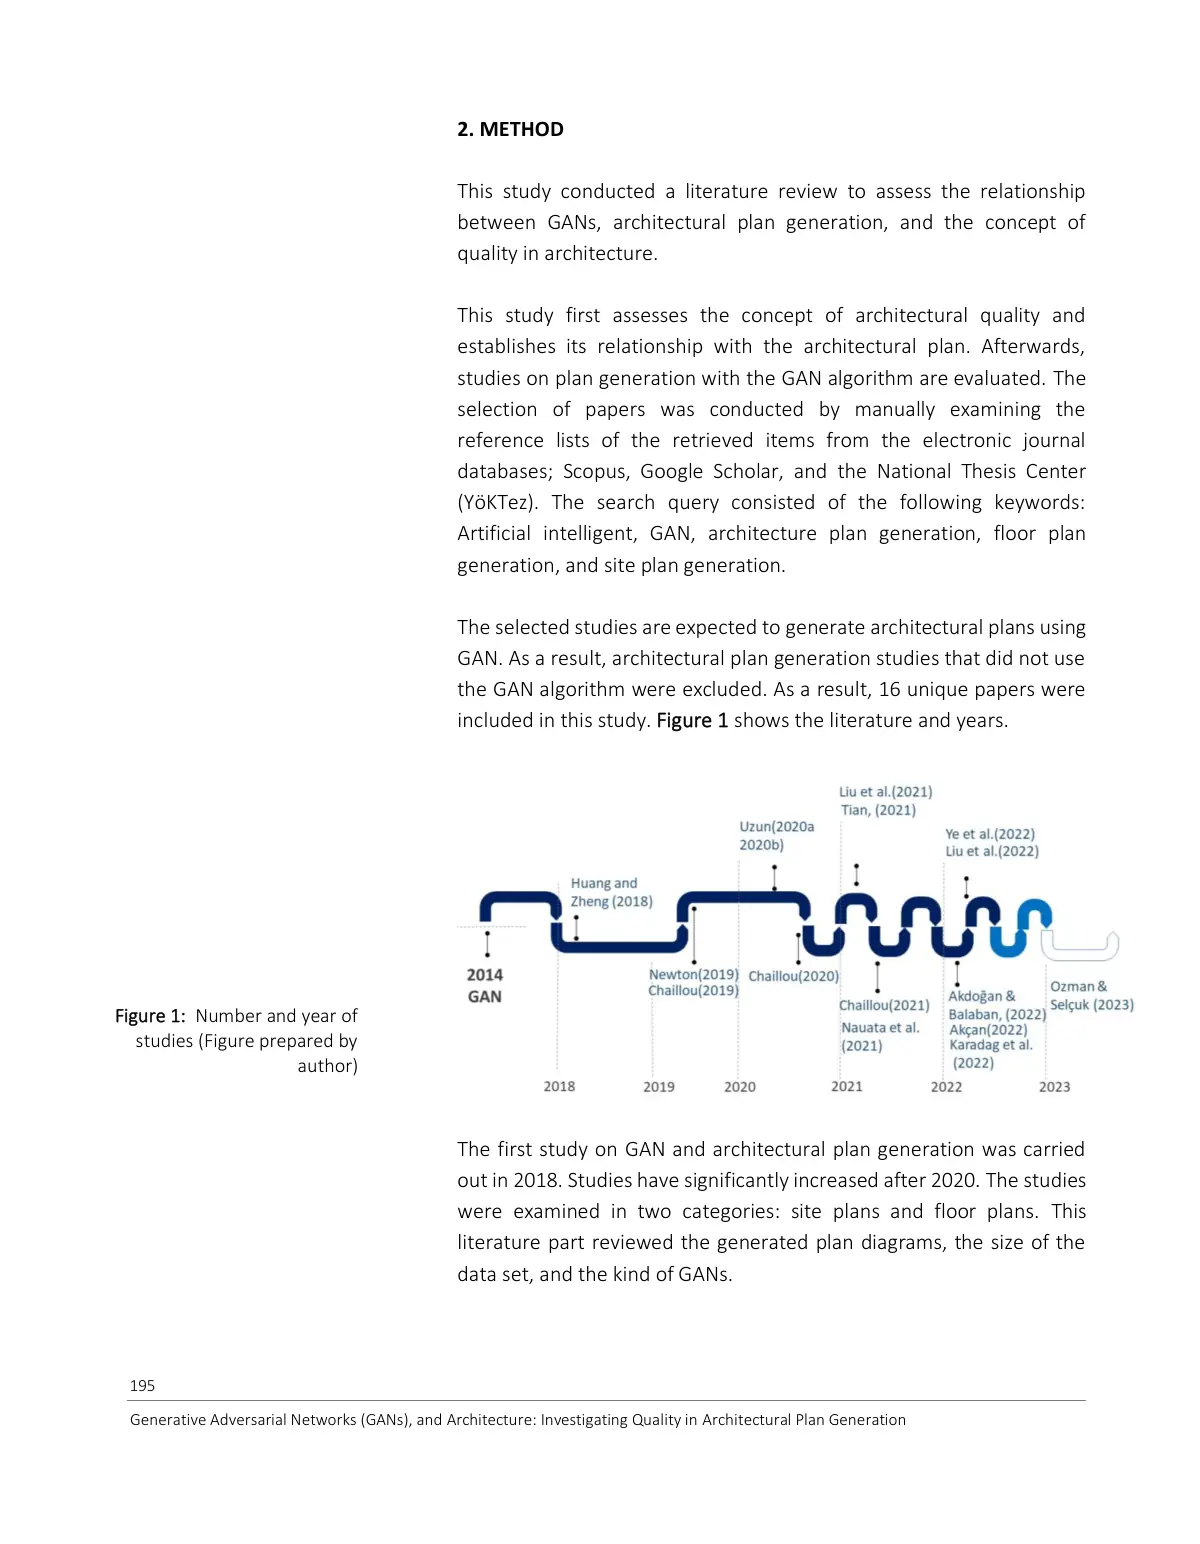 2. METHOD
This study conducted a literature review to assess the relationship
between GANs, architectural plan generation, and the concept of
quality in architecture.
This study first assesses the concept of architectural quality and
establishes its relationship with the architectural plan. Afterwards,
studies on plan generation with the GAN algorithm are evaluated. The
selection of papers was conducted by manually examining the
reference lists of the retrieved items from the electronic journal
databases; Scopus, Google Scholar, and the National Thesis Center
(YöKTez). The search query consisted of the following keywords:
Artificial intelligent, GAN, architecture plan generation, floor plan
generation, and site plan generation.
The selected studies are expected to generate architectural plans using
GAN. As a result, architectural plan generation studies that did not use
the GAN algorithm were excluded. As a result, 16 unique papers were
included in this study. Figure 1 shows the literature and years.
Liu et al.(2021)
Tian, (2021)
Uzun(2020a
2020b)
Ye et al.(2022)
Liu et al.(2022)
Huang and
Zheng (2018)
2014
GAN
Newton(2019)
Chaillou(2019)
Chaillou(2020)
Chaillou(2021)
Nauata et al.
(2021)
Akdoğan &
Balaban, (2022)
Akçan(2022)
Karadag et al.
(2022)
Ozman &
Selçuk (2023)
2018
2019
2020
2021
2022
2023
Figure 1: Number and year of
studies (Figure prepared by
author)
The first study on GAN and architectural plan generation was carried
out in 2018. Studies have significantly increased after 2020. The studies
were examined in two categories: site plans and floor plans. This
literature part reviewed the generated plan diagrams, the size of the
data set, and the kind of GANs.
195
Generative Adversarial Networks (GANs), and Architecture: Investigating Quality in Architectural Plan Generation